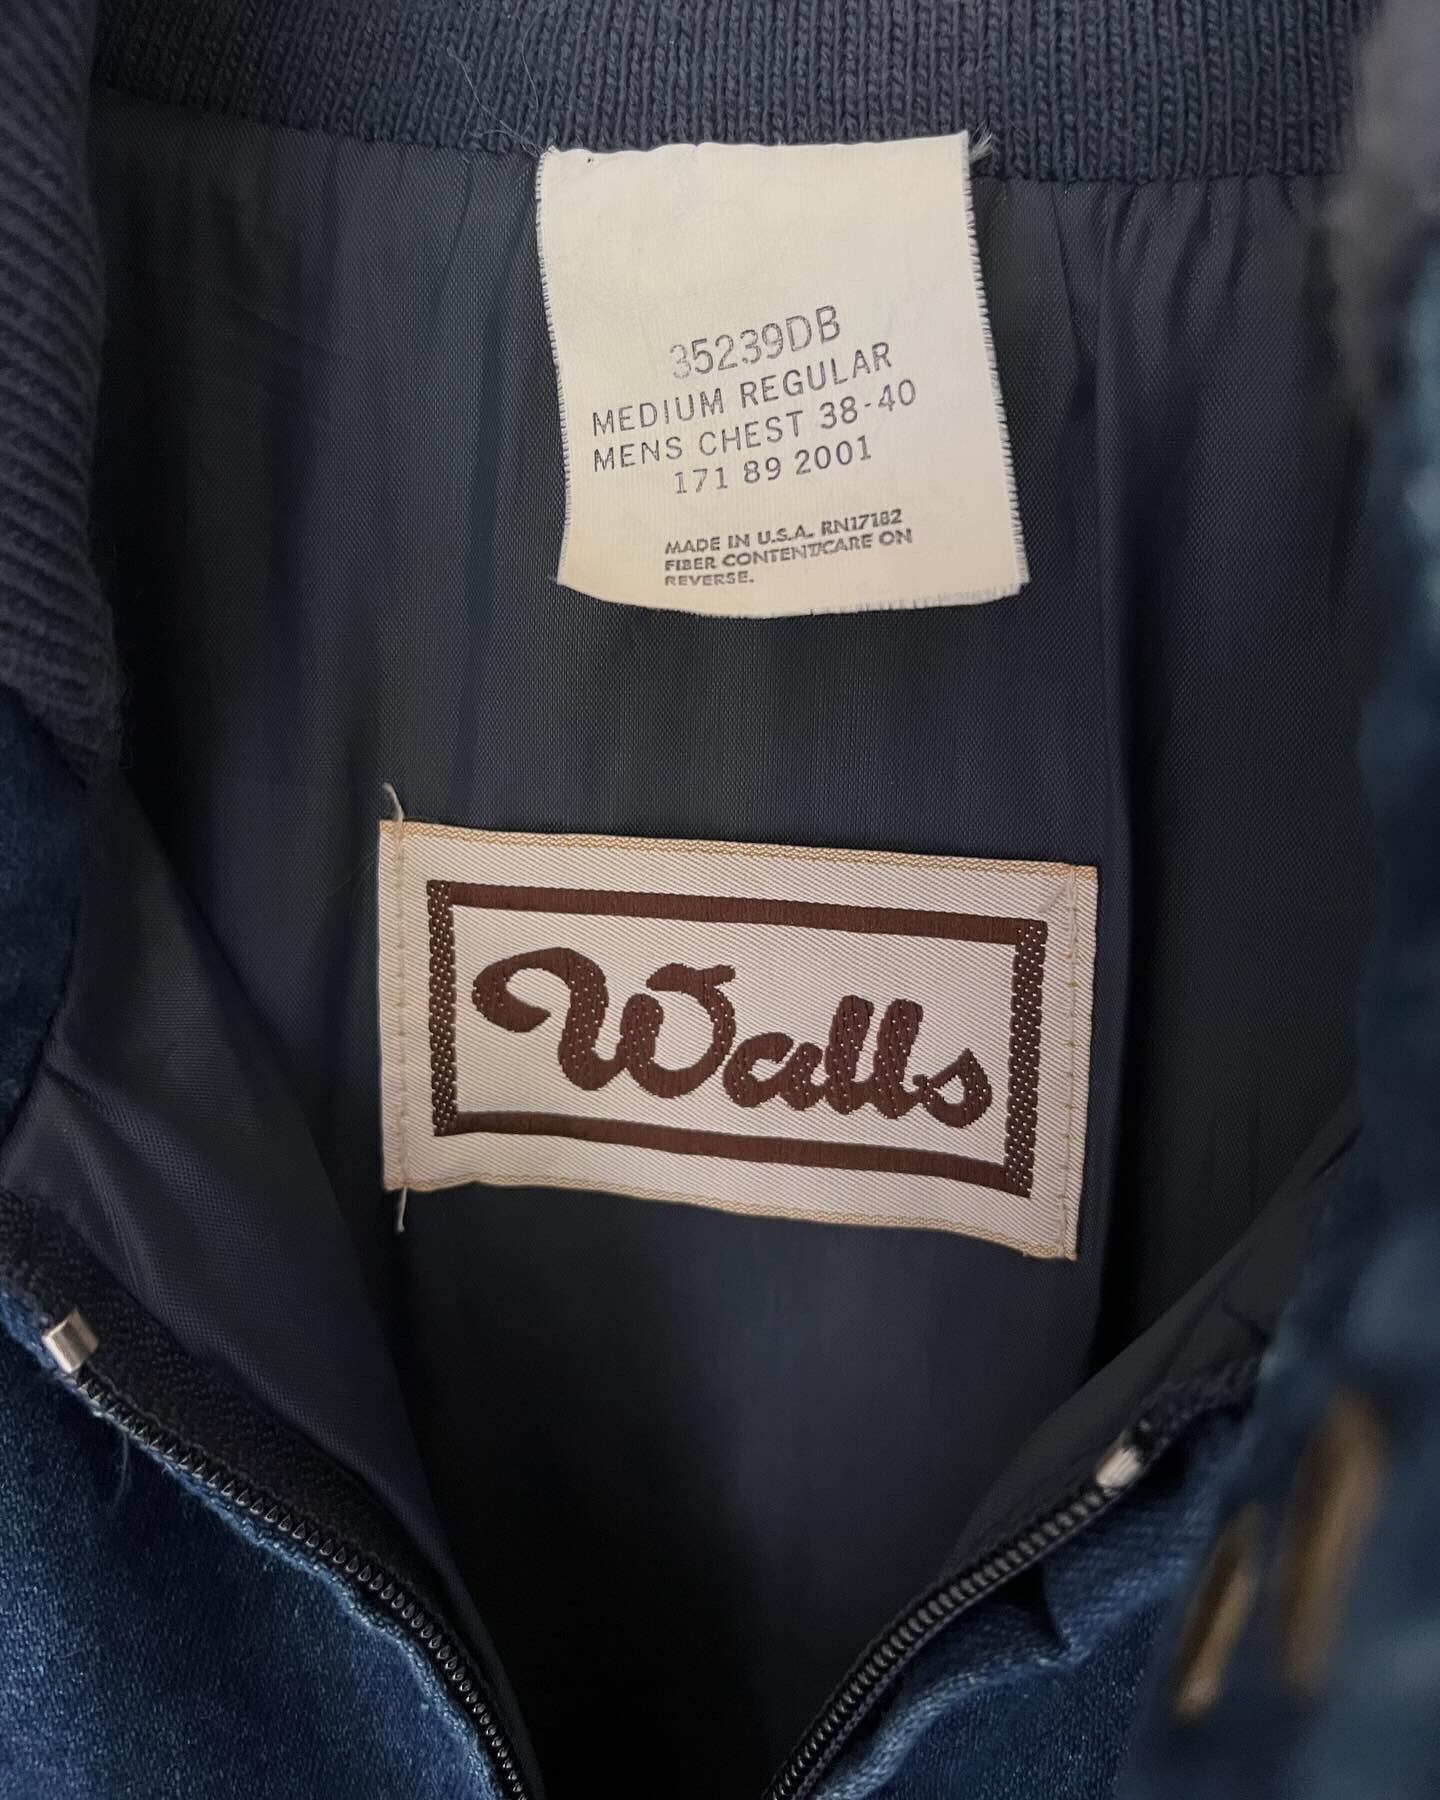 35239DB
MEDIUM REGULAR
MENS CHEST 38-40
171 89 2001
MADE IN U.S.A. RN17182
FIBER CONTENT/CARE ON
REVERSE.
Walls